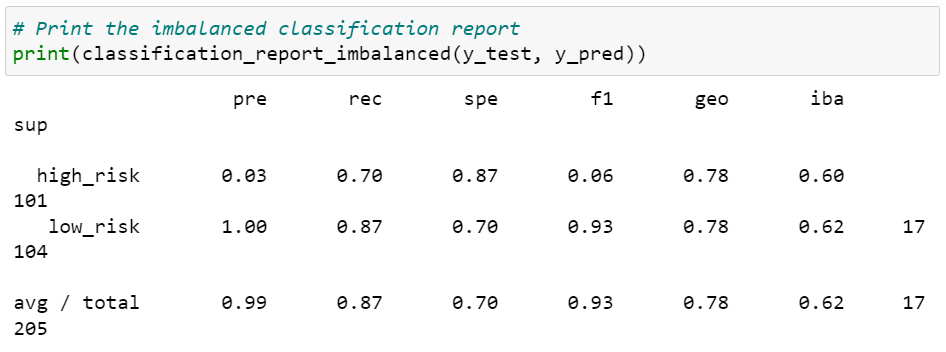 # Print the imbalanced classification report
print(classification_report_imbalanced(y_test, y_pred))
pre rec spe f1 geo iba
sup
high_risk 0.03 0.70 0.87 0.06 0.78 0.60
101
low_risk 1.00 0.87 0.70 0.93 0.78 0.62 17
104
avg / total 0.99 0.87 0.70 0.93 0.78 0.62 17
205